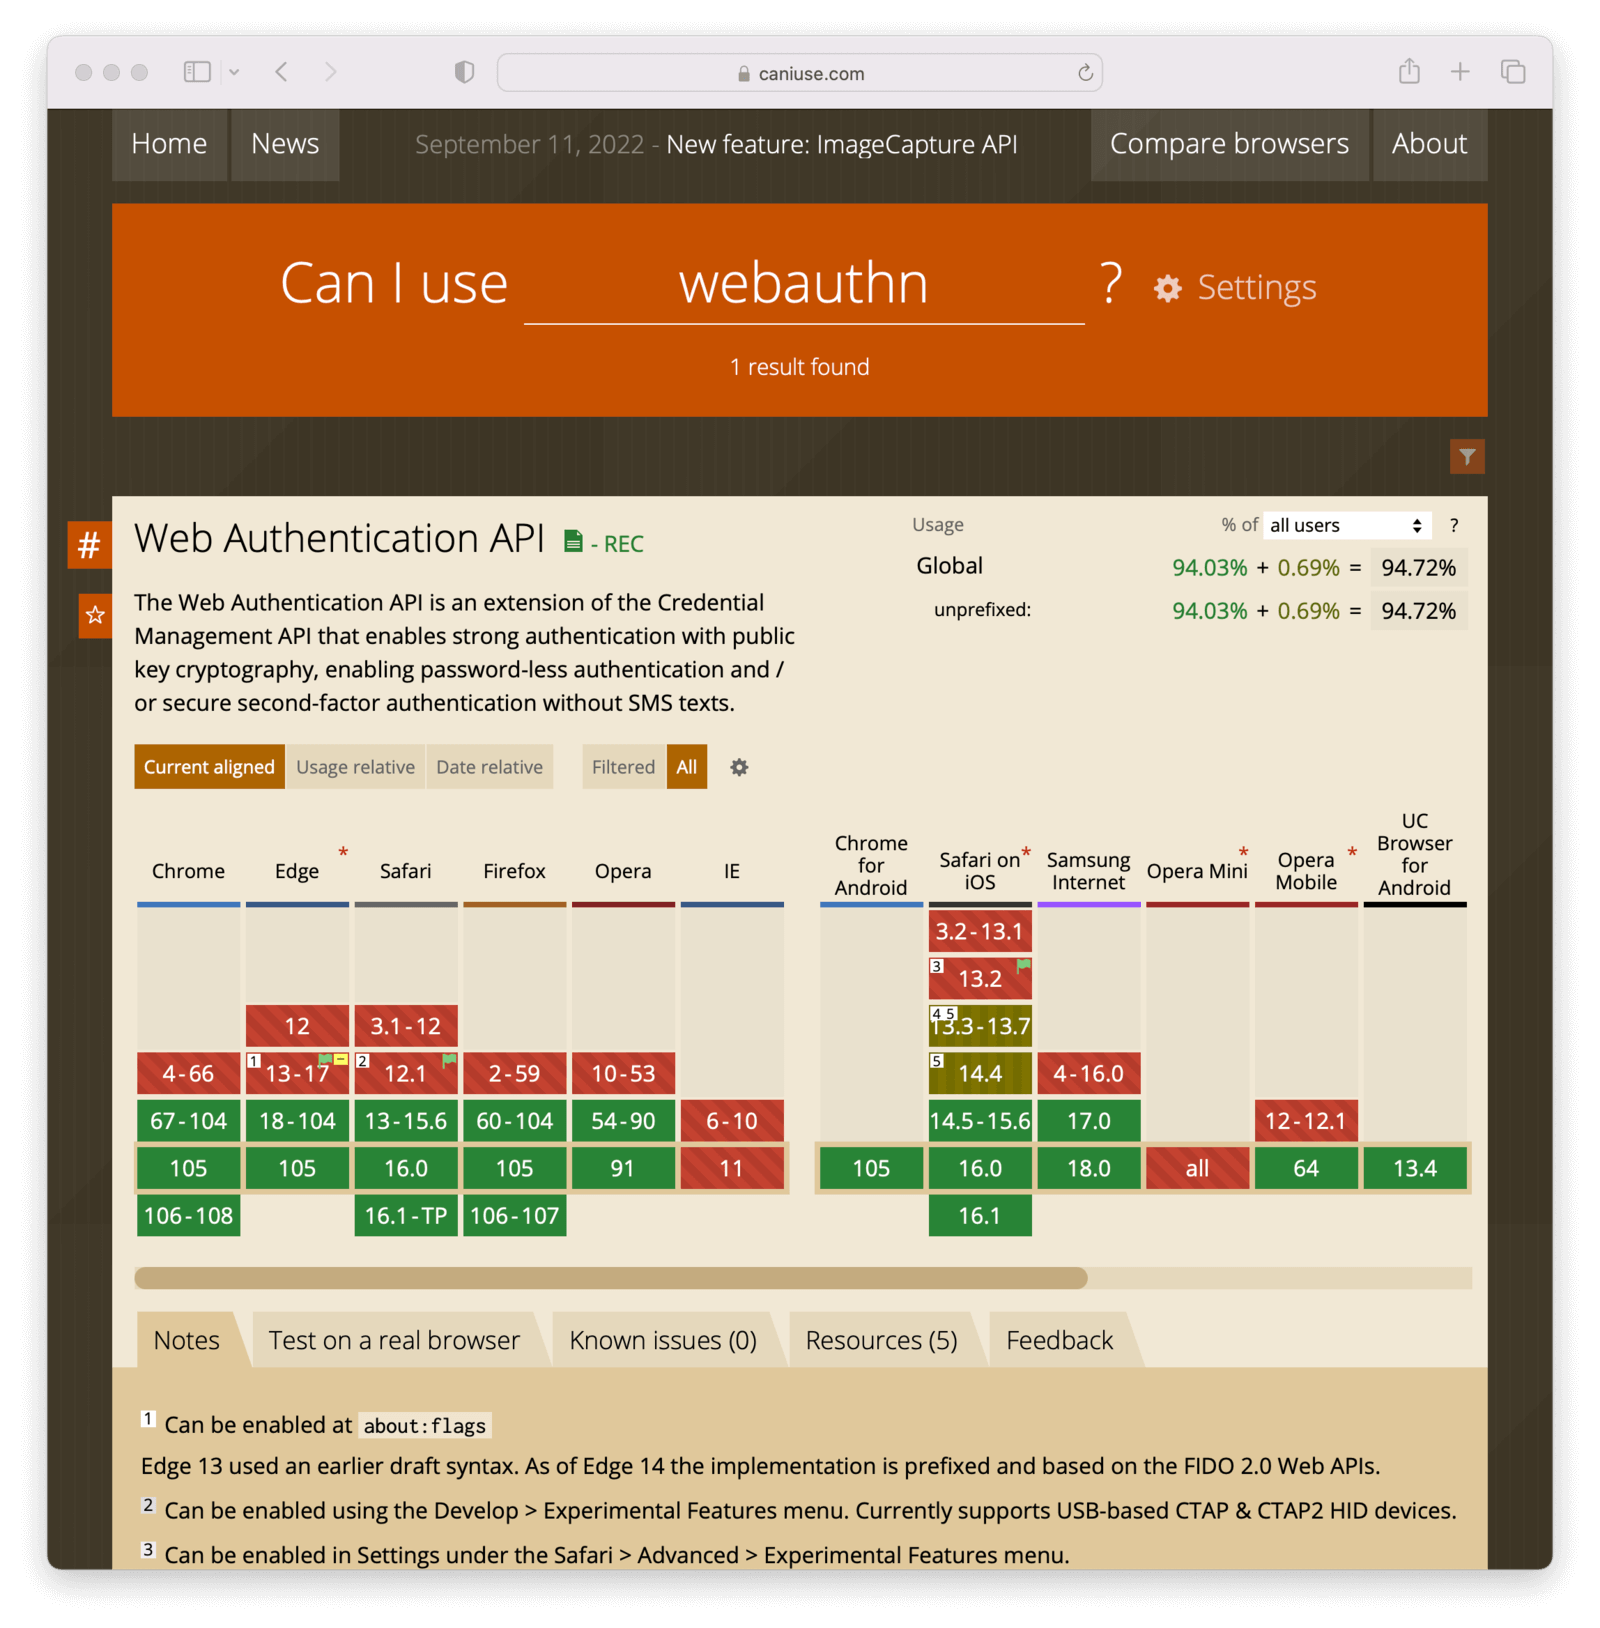 caniuse.com
Home
News
September 11, 2022 - New feature: ImageCapture API
Compare browsers
About
Can I use webauthn ?
Settings
1 result found
#
Web Authentication API - REC
The Web Authentication API is an extension of the Credential
Management API that enables strong authentication with public
key cryptography, enabling password-less authentication and /
or secure second-factor authentication without SMS texts.
Usage % of all users ?
Global 94.03% + 0.69% = 94.72%
unprefixed: 94.03% + 0.69% = 94.72%
Current aligned Usage relative Date relative Filtered All
Chrome
4-66
67-104
105
106-108
Edge *
12
1 13-17
18-104
105
Safari
3.1-12
2 12.1
13-15.6
16.0
16.1-TP
Firefox
2-59
60-104
105
106-107
Opera
10-53
54-90
91
IE
6-10
11
Chrome
for
Android
105
Safari on *
iOS
3.2-13.1
3 13.2
4 5 13.3-13.7
5 14.4
14.5-15.6
16.0
16.1
Samsung
Internet
4-16.0
17.0
18.0
Opera Mini *
all
Opera *
Mobile
12-12.1
64
UC
Browser
for
Android
13.4
Notes
Test on a real browser
Known issues (0)
Resources (5)
Feedback
1 Can be enabled at about:flags
Edge 13 used an earlier draft syntax. As of Edge 14 the implementation is prefixed and based on the FIDO 2.0 Web APIs.
2 Can be enabled using the Develop > Experimental Features menu. Currently supports USB-based CTAP & CTAP2 HID devices.
3 Can be enabled in Settings under the Safari > Advanced > Experimental Features menu.